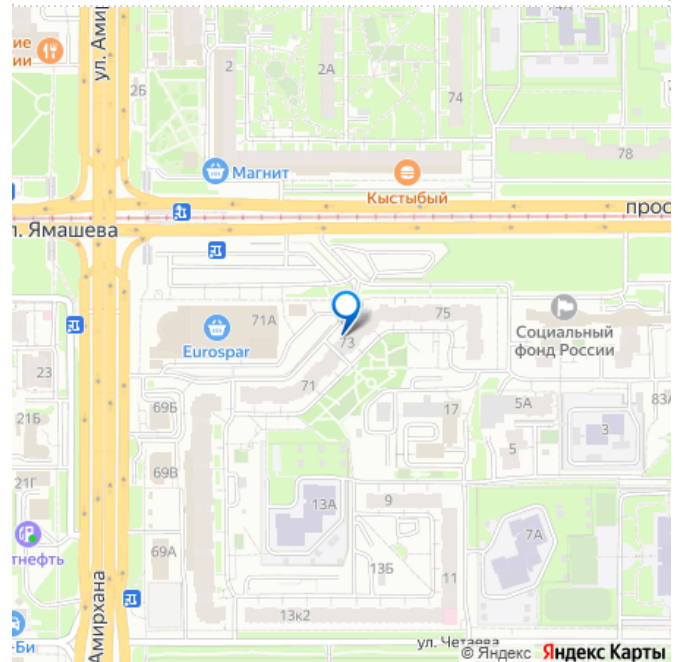 14А
ие
ии
ул. Амир
2
2А
2Б
74
78
Магнит
Кыстыбый
прос
л. Ямашева
71А
Eurospar
73
75
Социальный
фонд России
23
71
69Б
17
5А
83А
21Б
5
3
69В
21Г
13А
9
7А
тнефть
69А
13Б
11
13к2
Амирхана
-Би
ул. Четаева
© Яндекс Яндекс Карты